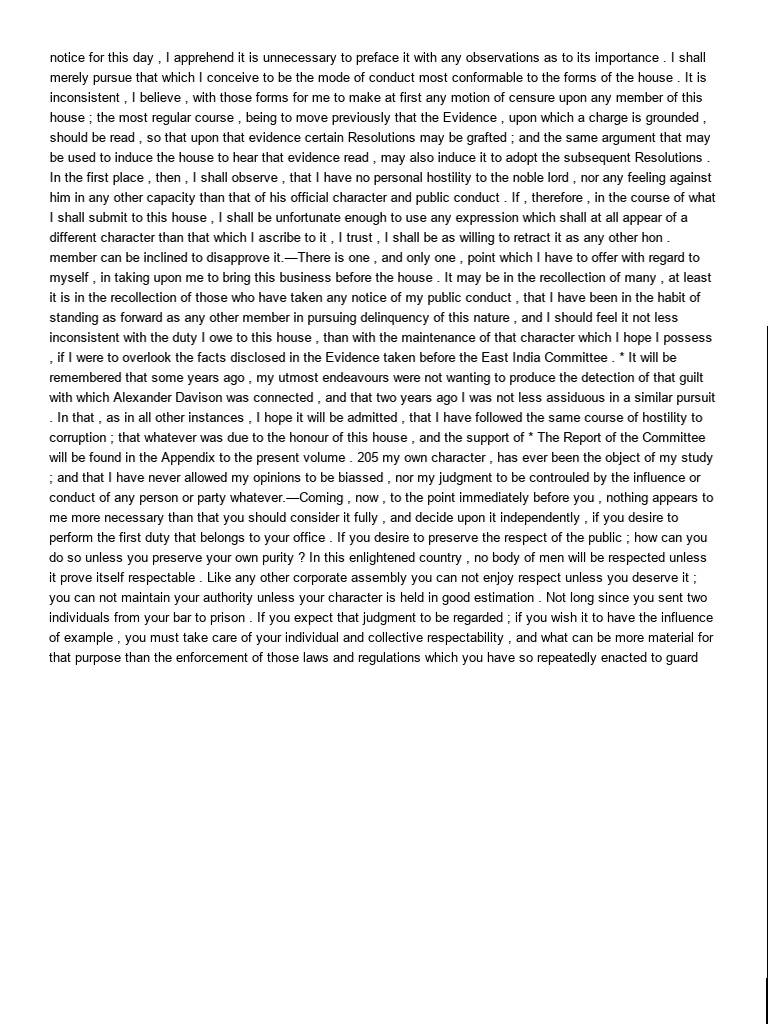 notice for this day , I apprehend it is unnecessary to preface it with any observations as to its importance . I shall
merely pursue that which I conceive to be the mode of conduct most conformable to the forms of the house . It is
inconsistent , I believe , with those forms for me to make at first any motion of censure upon any member of this
house ; the most regular course , being to move previously that the Evidence , upon which a charge is grounded ,
should be read , so that upon that evidence certain Resolutions may be grafted ; and the same argument that may
be used to induce the house to hear that evidence read , may also induce it to adopt the subsequent Resolutions .
In the first place , then , I shall observe , that I have no personal hostility to the noble lord , nor any feeling against
him in any other capacity than that of his official character and public conduct . If , therefore , in the course of what
I shall submit to this house , I shall be unfortunate enough to use any expression which shall at all appear of a
different character than that which I ascribe to it , I trust , I shall be as willing to retract it as any other hon .
member can be inclined to disapprove it.—There is one , and only one , point which I have to offer with regard to
myself , in taking upon me to bring this business before the house . It may be in the recollection of many , at least
it is in the recollection of those who have taken any notice of my public conduct , that I have been in the habit of
standing as forward as any other member in pursuing delinquency of this nature , and I should feel it not less
inconsistent with the duty I owe to this house , than with the maintenance of that character which I hope I possess
, if I were to overlook the facts disclosed in the Evidence taken before the East India Committee . * It will be
remembered that some years ago , my utmost endeavours were not wanting to produce the detection of that guilt
with which Alexander Davison was connected , and that two years ago I was not less assiduous in a similar pursuit
. In that , as in all other instances , I hope it will be admitted , that I have followed the same course of hostility to
corruption ; that whatever was due to the honour of this house , and the support of * The Report of the Committee
will be found in the Appendix to the present volume . 205 my own character , has ever been the object of my study
; and that I have never allowed my opinions to be biassed , nor my judgment to be controuled by the influence or
conduct of any person or party whatever.—Coming , now , to the point immediately before you , nothing appears to
me more necessary than that you should consider it fully , and decide upon it independently , if you desire to
perform the first duty that belongs to your office . If you desire to preserve the respect of the public ; how can you
do so unless you preserve your own purity ? In this enlightened country , no body of men will be respected unless
it prove itself respectable . Like any other corporate assembly you can not enjoy respect unless you deserve it ;
you can not maintain your authority unless your character is held in good estimation . Not long since you sent two
individuals from your bar to prison . If you expect that judgment to be regarded ; if you wish it to have the influence
of example , you must take care of your individual and collective respectability , and what can be more material for
that purpose than the enforcement of those laws and regulations which you have so repeatedly enacted to guard